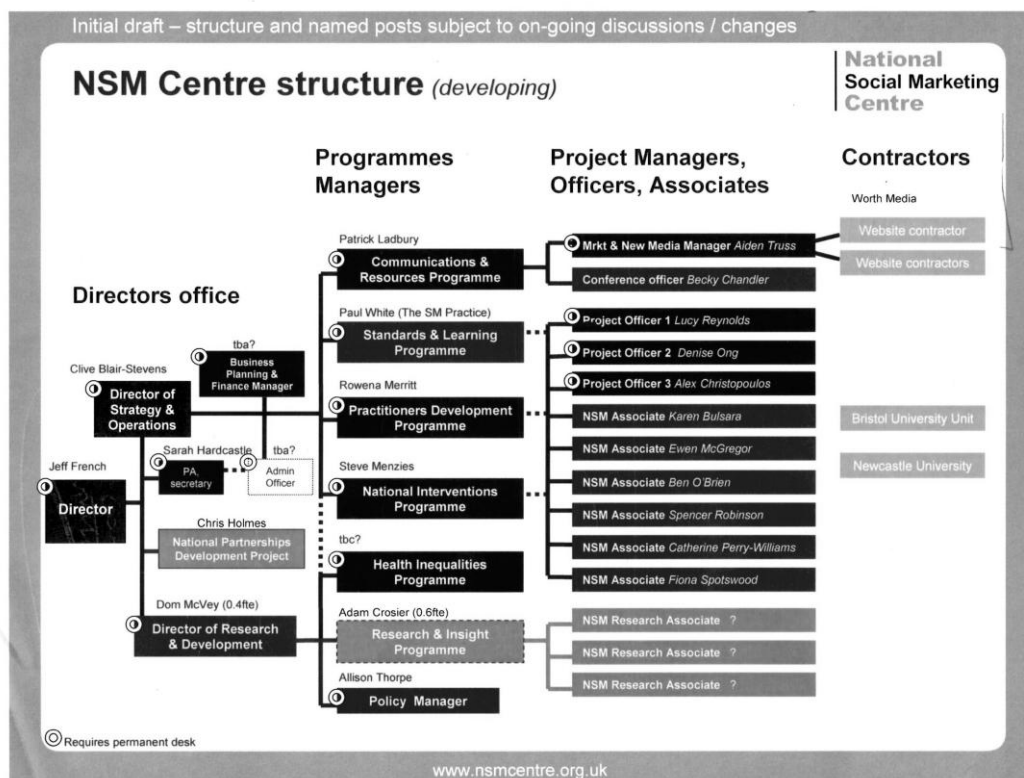 Initial draft – structure and named posts subject to on-going discussions / changes
NSM Centre structure (developing)
National
Social Marketing
Centre
Programmes
Managers
Project Managers,
Officers, Associates
Contractors
Directors office
Jeff French
Director
Clive Blair-Stevens
Director of
Strategy &
Operations
tba?
Business
Planning &
Finance Manager
Sarah Hardcastle
PA,
secretary
tba?
Admin
Officer
Chris Holmes
National Partnerships
Development Project
Dom McVey (0.4fte)
Director of Research
& Development
Patrick Ladbury
Communications &
Resources Programme
Paul White (The SM Practice)
Standards & Learning
Programme
Rowena Merritt
Practitioners Development
Programme
Steve Menzies
National Interventions
Programme
tbc?
Health Inequalities
Programme
Adam Crosier (0.6fte)
Research & Insight
Programme
Allison Thorpe
Policy Manager
Mrkt & New Media Manager Aiden Truss
Conference officer Becky Chandler
Project Officer 1 Lucy Reynolds
Project Officer 2 Denise Ong
Project Officer 3 Alex Christopoulos
NSM Associate Karen Bulsara
NSM Associate Ewen McGregor
NSM Associate Ben O'Brien
NSM Associate Spencer Robinson
NSM Associate Catherine Perry-Williams
NSM Associate Fiona Spotswood
NSM Research Associate ?
NSM Research Associate ?
NSM Research Associate ?
Worth Media
Website contractor
Website contractors
Bristol University Unit
Newcastle University
Requires permanent desk
www.nsmcentre.org.uk